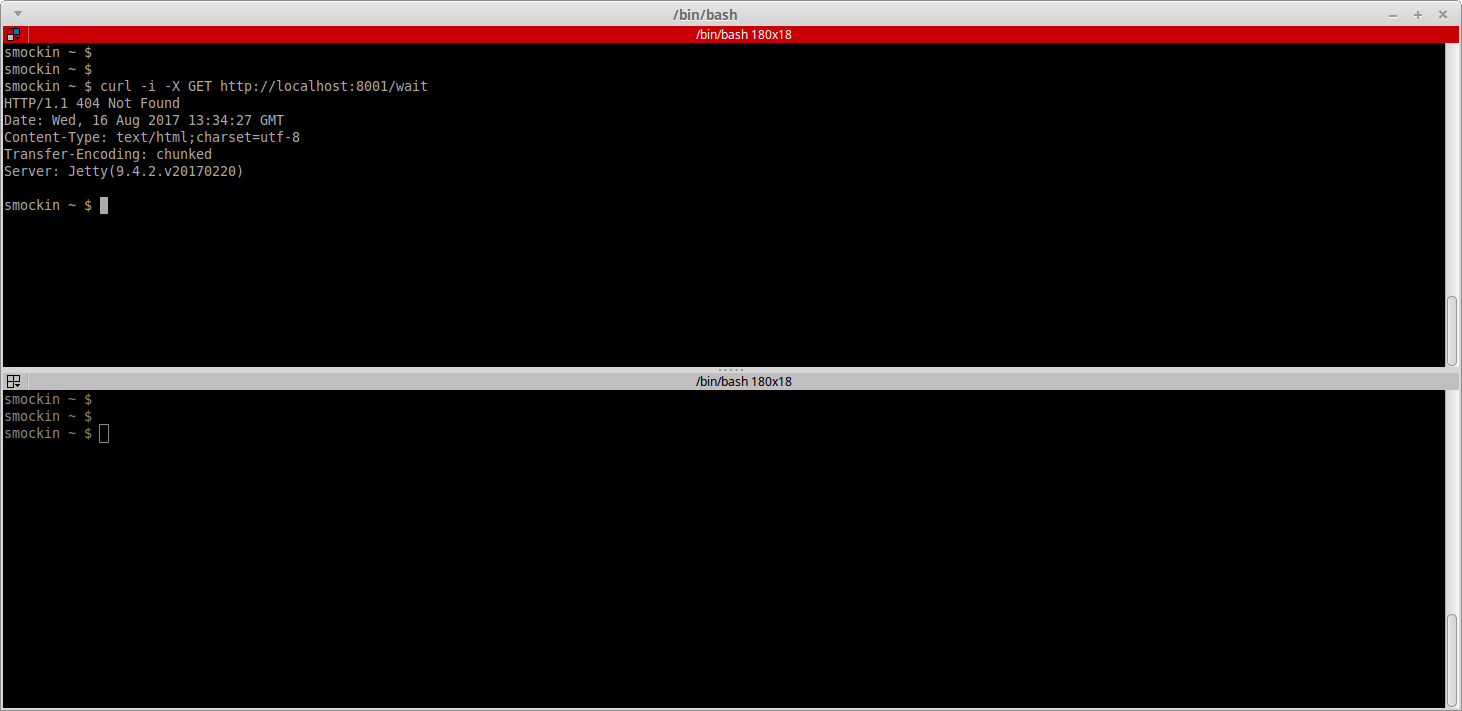 /bin/bash
/bin/bash 180x18
smockin ~ $
smockin ~ $
smockin ~ $ curl -i -X GET http://localhost:8001/wait
HTTP/1.1 404 Not Found
Date: Wed, 16 Aug 2017 13:34:27 GMT
Content-Type: text/html;charset=utf-8
Transfer-Encoding: chunked
Server: Jetty(9.4.2.v20170220)
smockin ~ $
/bin/bash 180x18
smockin ~ $
smockin ~ $
smockin ~ $